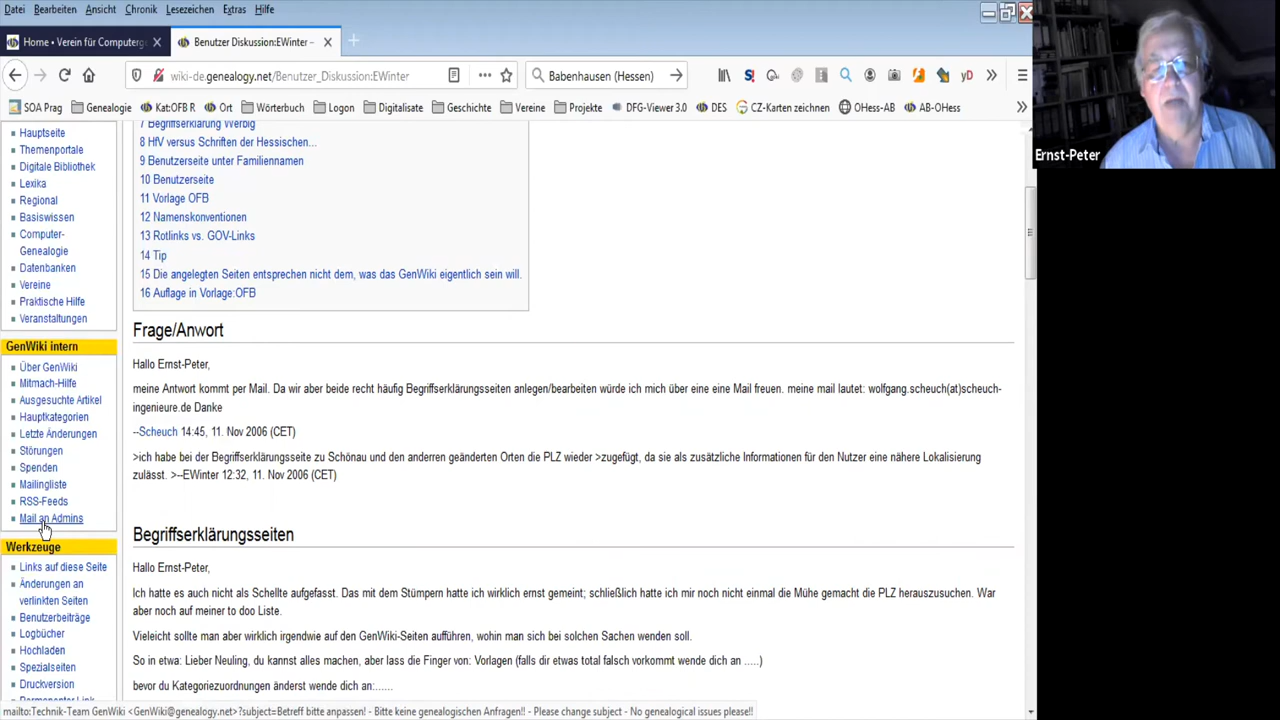 Datei Bearbeiten Ansicht Chronik Lesezeichen Extras Hilfe
Home • Verein für Computerge
Benutzer Diskussion:EWinter –
wiki-de.genealogy.net/Benutzer_Diskussion:EWinter
Babenhausen (Hessen)
SOA Prag Genealogie Kat:OFB R Ort Wörterbuch Logon Digitalisate Geschichte Vereine Projekte DFG-Viewer 3.0 DES CZ-Karten zeichnen OHess-AB AB-OHess
Hauptseite
Themenportale
Digitale Bibliothek
Lexika
Regional
Basiswissen
Computer-
Genealogie
Datenbanken
Vereine
Praktische Hilfe
Veranstaltungen
GenWiki intern
Über GenWiki
Mitmach-Hilfe
Ausgesuchte Artikel
Hauptkategorien
Letzte Änderungen
Störungen
Spenden
Mailingliste
RSS-Feeds
Mail an Admins
Werkzeuge
Links auf diese Seite
Änderungen an
verlinkten Seiten
Benutzerbeiträge
Logbücher
Hochladen
Spezialseiten
Druckversion
Permanenter Link
7 Begriffserklärung Werbig
8 HfV versus Schriften der Hessischen...
9 Benutzerseite unter Familiennamen
10 Benutzerseite
11 Vorlage OFB
12 Namenskonventionen
13 Rotlinks vs. GOV-Links
14 Tip
15 Die angelegten Seiten entsprechen nicht dem, was das GenWiki eigentlich sein will.
16 Auflage in Vorlage:OFB
Frage/Anwort
Hallo Ernst-Peter,
meine Antwort kommt per Mail. Da wir aber beide recht häufig Begriffserklärungsseiten anlegen/bearbeiten würde ich mich über eine eine Mail freuen. meine mail lautet: wolfgang.scheuch(at)scheuch-
ingenieure.de Danke
--Scheuch 14:45, 11. Nov 2006 (CET)
>ich habe bei der Begriffserklärungsseite zu Schönau und den anderren geänderten Orten die PLZ wieder >zugefügt, da sie als zusätzliche Informationen für den Nutzer eine nähere Lokalisierung
zulässt. >--EWinter 12:32, 11. Nov 2006 (CET)
Begriffserklärungsseiten
Hallo Ernst-Peter,
Ich hatte es auch nicht als Schellte aufgefasst. Das mit dem Stümpern hatte ich wirklich ernst gemeint; schließlich hatte ich mir noch nicht einmal die Mühe gemacht die PLZ herauszusuchen. War
aber noch auf meiner to doo Liste.
Vieleicht sollte man aber wirklich irgendwie auf den GenWiki-Seiten aufführen, wohin man sich bei solchen Sachen wenden soll.
So in etwa: Lieber Neuling, du kannst alles machen, aber lass die Finger von: Vorlagen (falls dir etwas total falsch vorkommt wende dich an .....)
bevor du Kategoriezuordnungen änderst wende dich an:......
mailto:Technik-Team GenWiki <GenWiki@genealogy.net>?subject=Betreff bitte anpassen! - Bitte keine genealogischen Anfragen!! - Please change subject - No genealogical issues please!!
Ernst-Peter